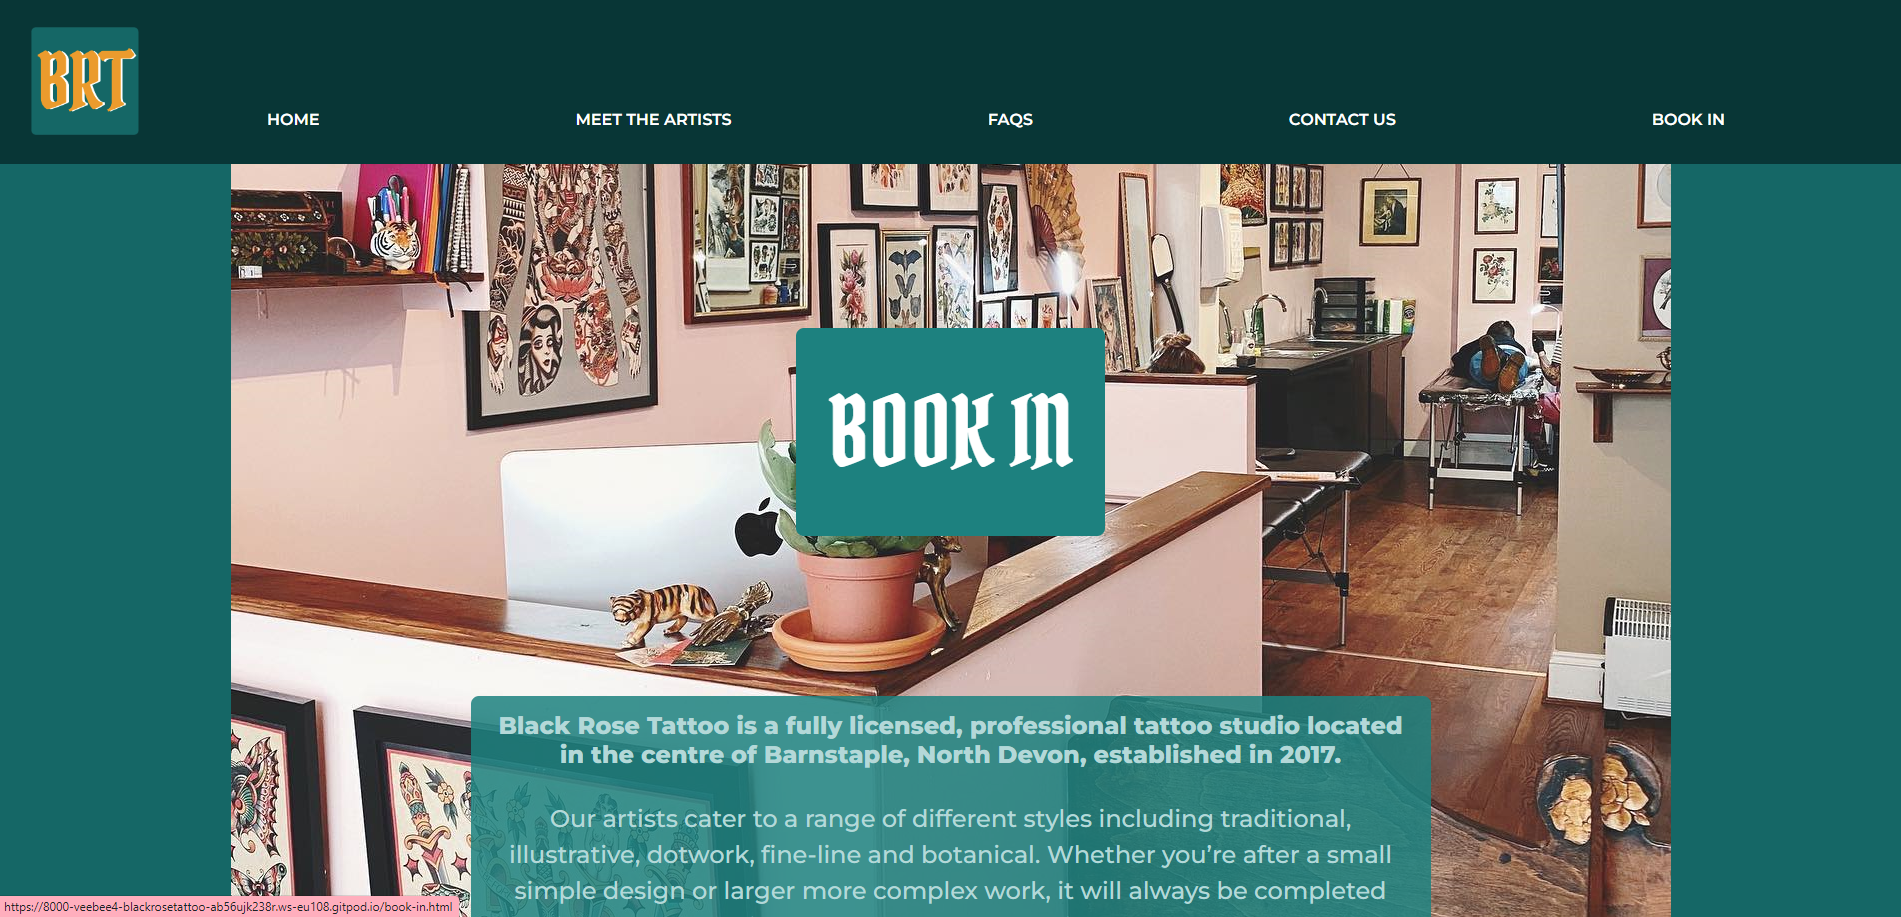 BRT
HOME
MEET THE ARTISTS
FAQS
CONTACT US
BOOK IN
BOOK IN
Black Rose Tattoo is a fully licensed, professional tattoo studio located
in the centre of Barnstaple, North Devon, established in 2017.
Our artists cater to a range of different styles including traditional,
illustrative, dotwork, fine-line and botanical. Whether you’re after a small
simple design or larger more complex work, it will always be completed
https://8000-veebee4-blackrosetattoo-ab56ujk238r.ws-eu108.gitpod.io/book-in.html